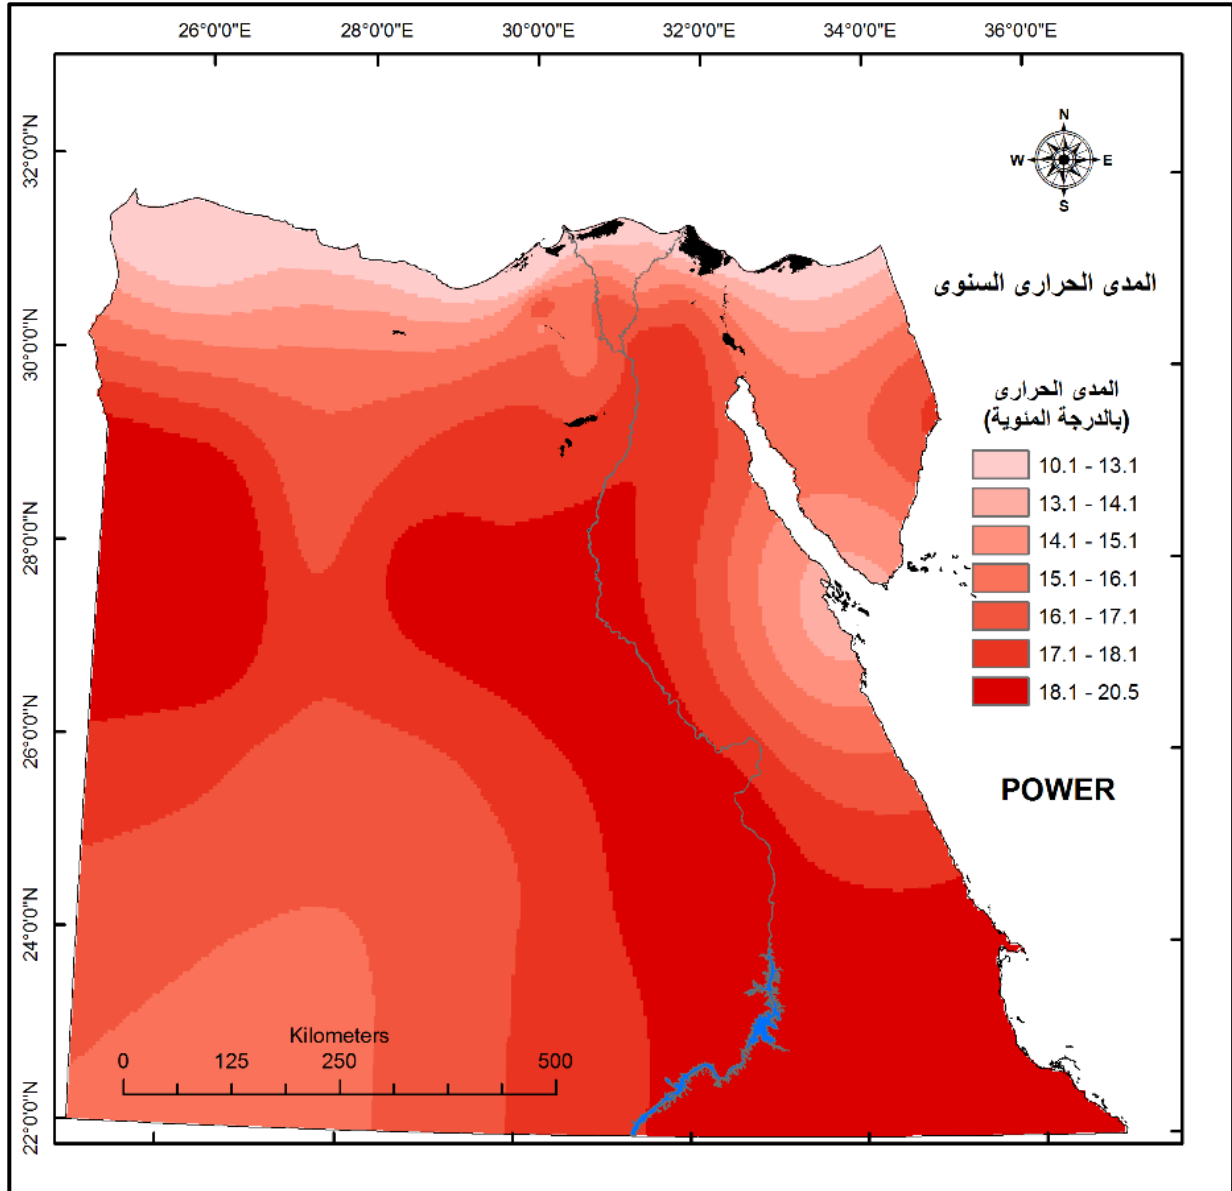 26°0'0"E 28°0'0"E 30°0'0"E 32°0'0"E 34°0'0"E 36°0'0"E
32°0'0"N
30°0'0"N
28°0'0"N
26°0'0"N
24°0'0"N
22°0'0"N
N
W E
S
المدى الحرارى السنوى
المدى الحرارى
(بالدرجة المئوية)
10.1 - 13.1
13.1 - 14.1
14.1 - 15.1
15.1 - 16.1
16.1 - 17.1
17.1 - 18.1
18.1 - 20.5
POWER
Kilometers
0 125 250 500